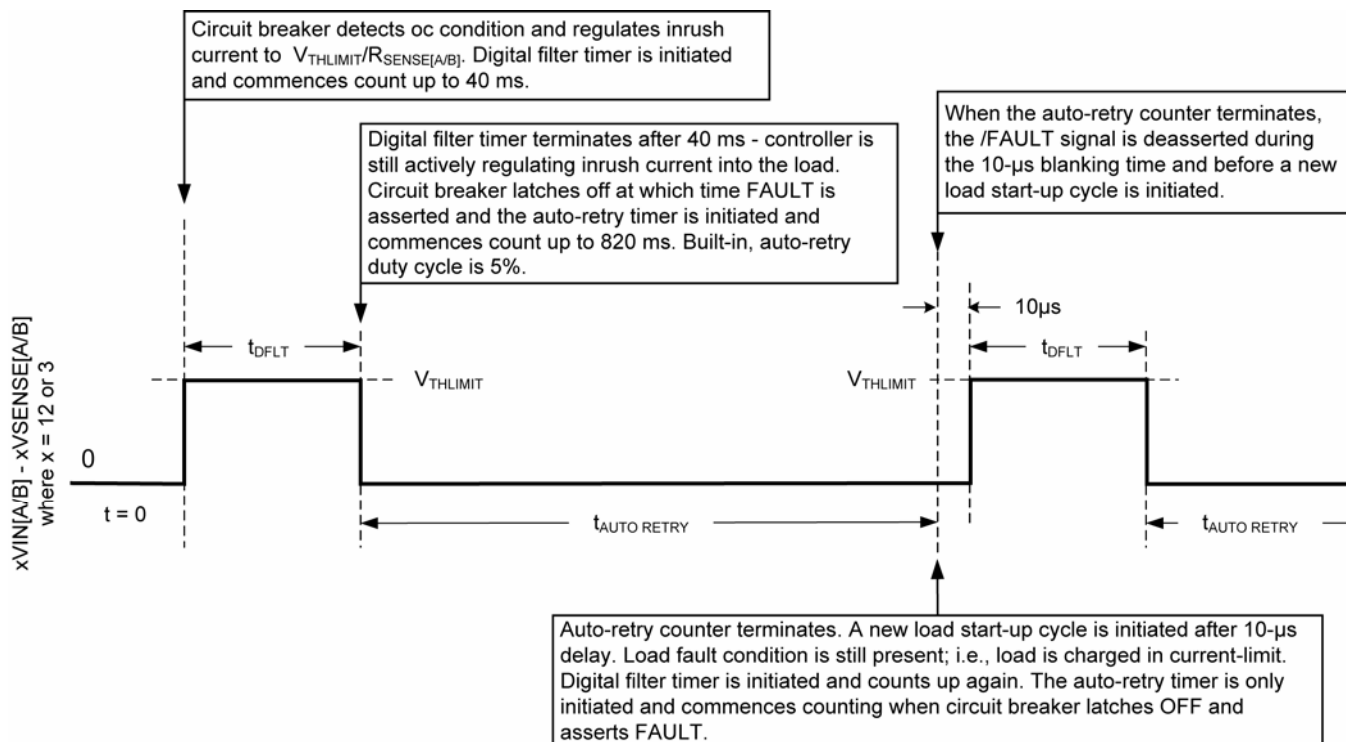 Circuit breaker detects oc condition and regulates inrush
current to VTHLIMIT/RSENSE[A/B]. Digital filter timer is initiated
and commences count up to 40 ms.
Digital filter timer terminates after 40 ms - controller is
still actively regulating inrush current into the load.
Circuit breaker latches off at which time FAULT is
asserted and the auto-retry timer is initiated and
commences count up to 820 ms. Built-in, auto-retry
duty cycle is 5%.
When the auto-retry counter terminates,
the /FAULT signal is deasserted during
the 10-µs blanking time and before a new
load start-up cycle is initiated.
10µs
tDFLT
tDFLT
VTHLIMIT
VTHLIMIT
xVIN[A/B] - xVSENSE[A/B]
where x = 12 or 3
0
t = 0
tAUTO RETRY
tAUTO RETRY
Auto-retry counter terminates. A new load start-up cycle is initiated after 10-µs
delay. Load fault condition is still present; i.e., load is charged in current-limit.
Digital filter timer is initiated and counts up again. The auto-retry timer is only
initiated and commences counting when circuit breaker latches OFF and
asserts FAULT.